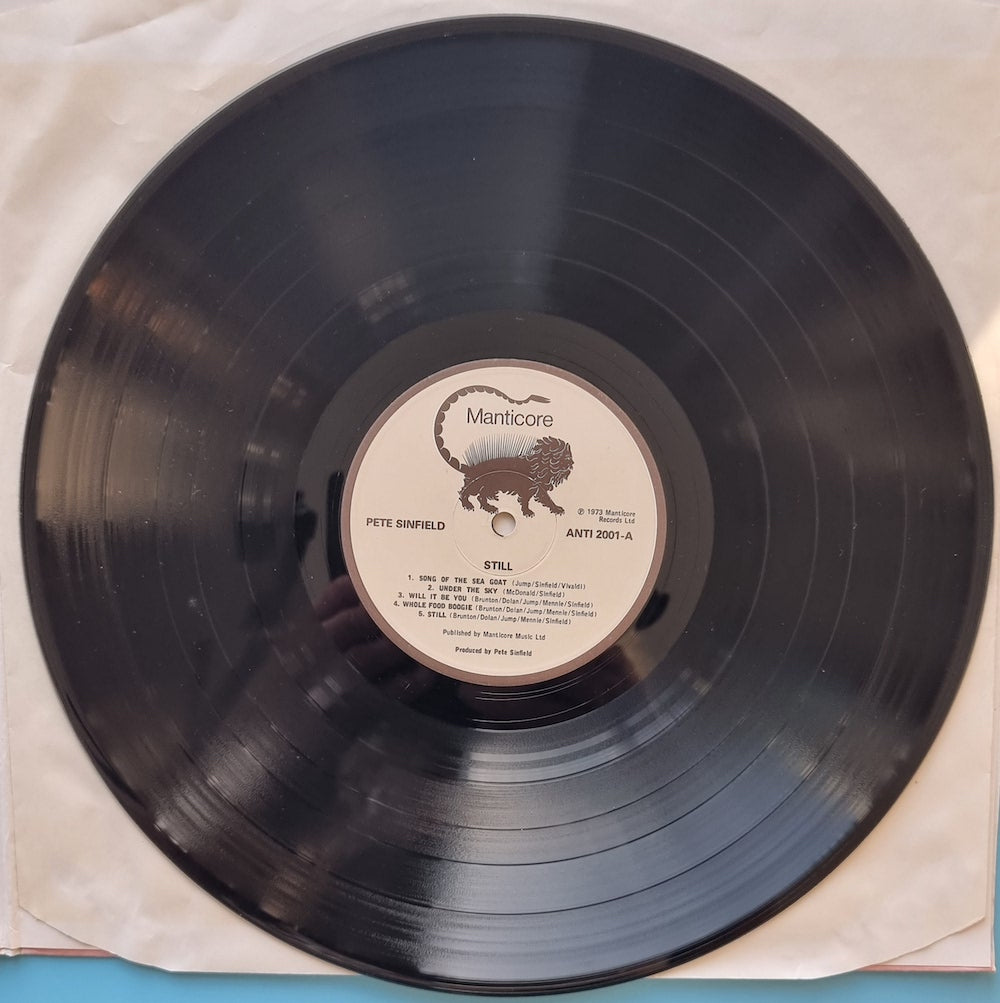 Manticore
℗ 1973 Manticore
Records Ltd
PETE SINFIELD
ANTI 2001-A
STILL
1. SONG OF THE SEA GOAT (Jump/Sinfield/Vivaldi)
2. UNDER THE SKY (McDonald/Sinfield)
3. WILL IT BE YOU (Brunton/Dolan/Jump/Mennie/Sinfield)
4. WHOLE FOOD BOOGIE (Brunton/Dolan/Jump/Mennie/Sinfield)
5. STILL (Brunton/Dolan/Jump/Mennie/Sinfield)
Published by Manticore Music Ltd
Produced by Pete Sinfield